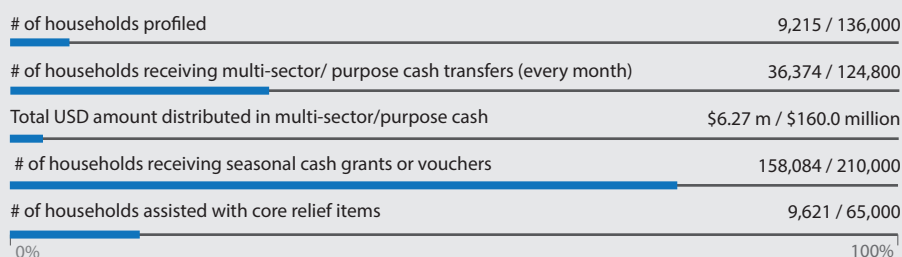 # of households profiled 9,215 / 136,000
# of households receiving multi-sector/ purpose cash transfers (every month) 36,374 / 124,800
Total USD amount distributed in multi-sector/purpose cash $6.27 m / $160.0 million
# of households receiving seasonal cash grants or vouchers 158,084 / 210,000
# of households assisted with core relief items 9,621 / 65,000
0% 100%